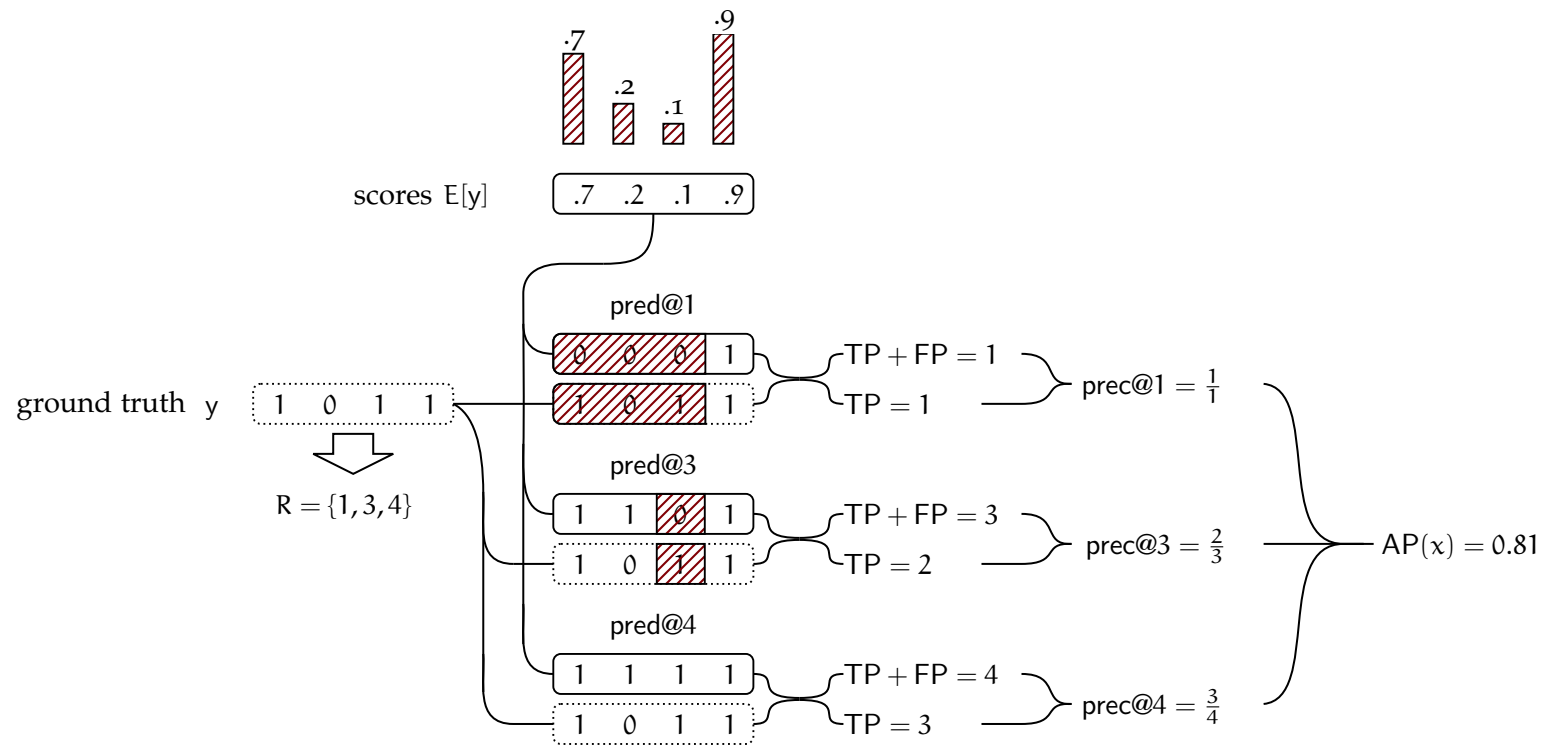 .9
.7
.2
.1
scores E[y] .7 .2 .1 .9
pred@1
0 0 0 1 TP + FP = 1
prec@1 = 1/1
ground truth y 1 0 1 1 1 0 1 1 TP = 1
pred@3
R = {1, 3, 4} 1 1 0 1 TP + FP = 3
prec@3 = 2/3 AP(x) = 0.81
1 0 1 1 TP = 2
pred@4
1 1 1 1 TP + FP = 4
prec@4 = 3/4
1 0 1 1 TP = 3